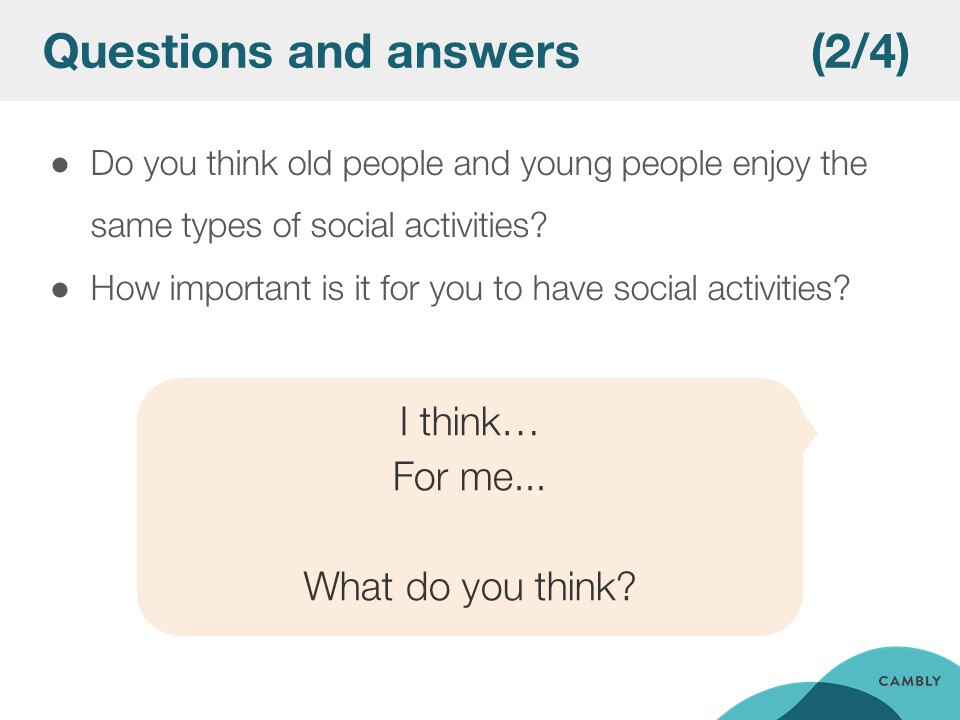 Questions and answers (2/4)
● Do you think old people and young people enjoy the
same types of social activities?
● How important is it for you to have social activities?
I think…
For me...
What do you think?
CAMBLY